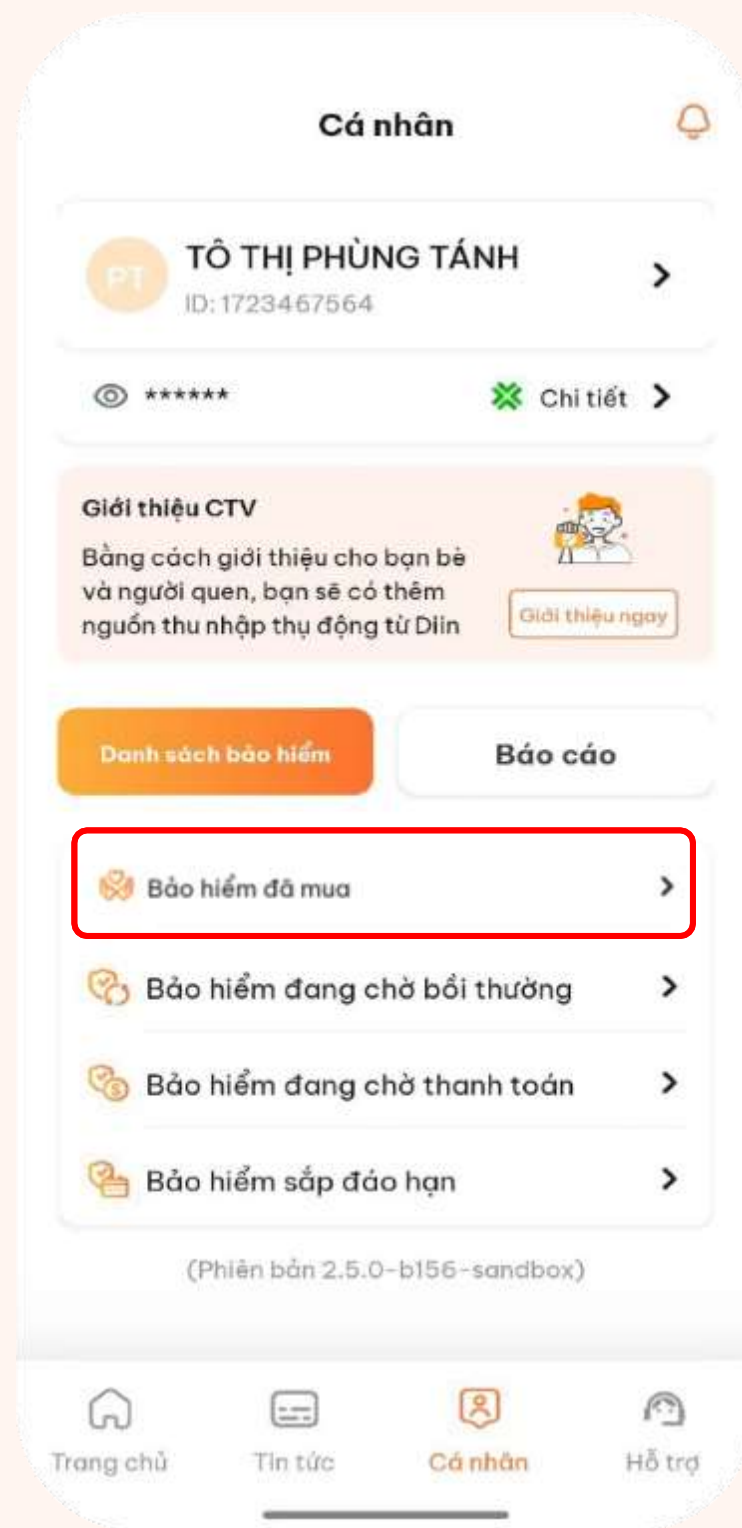 Cá nhân
PT
TÔ THỊ PHÙNG TÁNH
ID: 1723467564
******
Chi tiết
Giới thiệu CTV
Bằng cách giới thiệu cho bạn bè
và người quen, bạn sẽ có thêm
nguồn thu nhập thụ động từ Diin
Giới thiệu ngay
Danh sách bảo hiểm
Báo cáo
Bảo hiểm đã mua
Bảo hiểm đang chờ bồi thường
Bảo hiểm đang chờ thanh toán
Bảo hiểm sắp đáo hạn
(Phiên bản 2.5.0-b156-sandbox)
Trang chủ
Tin tức
Cá nhân
Hỗ trợ